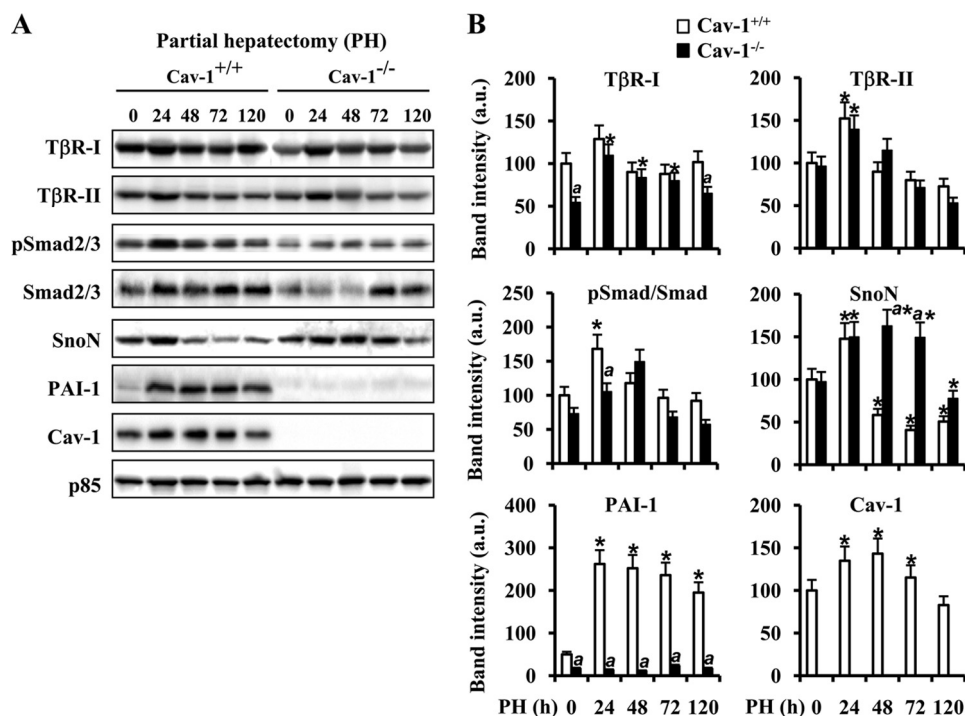 A
Partial hepatectomy (PH)
Cav-1+/+ Cav-1-/-
0 24 48 72 120 0 24 48 72 120
TβR-I
TβR-II
pSmad2/3
Smad2/3
SnoN
PAI-1
Cav-1
p85
B
Cav-1+/+
Cav-1-/-
TβR-I
Band intensity (a.u.)
200
150
100
50
0
a * * * a
TβR-II
200
150
100
50
0
* *
pSmad/Smad
Band intensity (a.u.)
250
200
150
100
50
0
* a
SnoN
200
150
100
50
0
* * * a* * a* * *
PAI-1
Band intensity (a.u.)
400
300
200
100
0
a * a * a * a * a
PH (h) 0 24 48 72 120
Cav-1
200
150
100
50
0
* * *
PH (h) 0 24 48 72 120